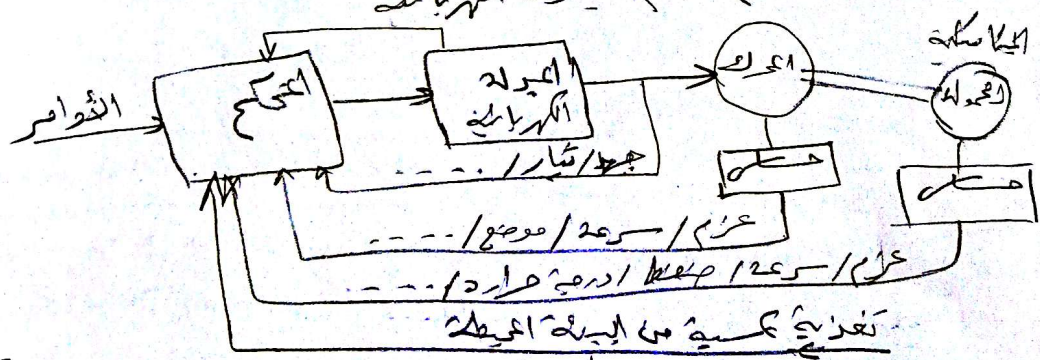 الأوامر
المتحكم
المبدلة
الكهربائية
المحرك
الميكانيكية
الحمولة
جهد/تيار/.....
حساس
حساس
عزم/سرعة/موضع/.....
عزم/سرعة/ضغط/درجة حرارة/.....
تغذية عكسية من البيئة المحيطة